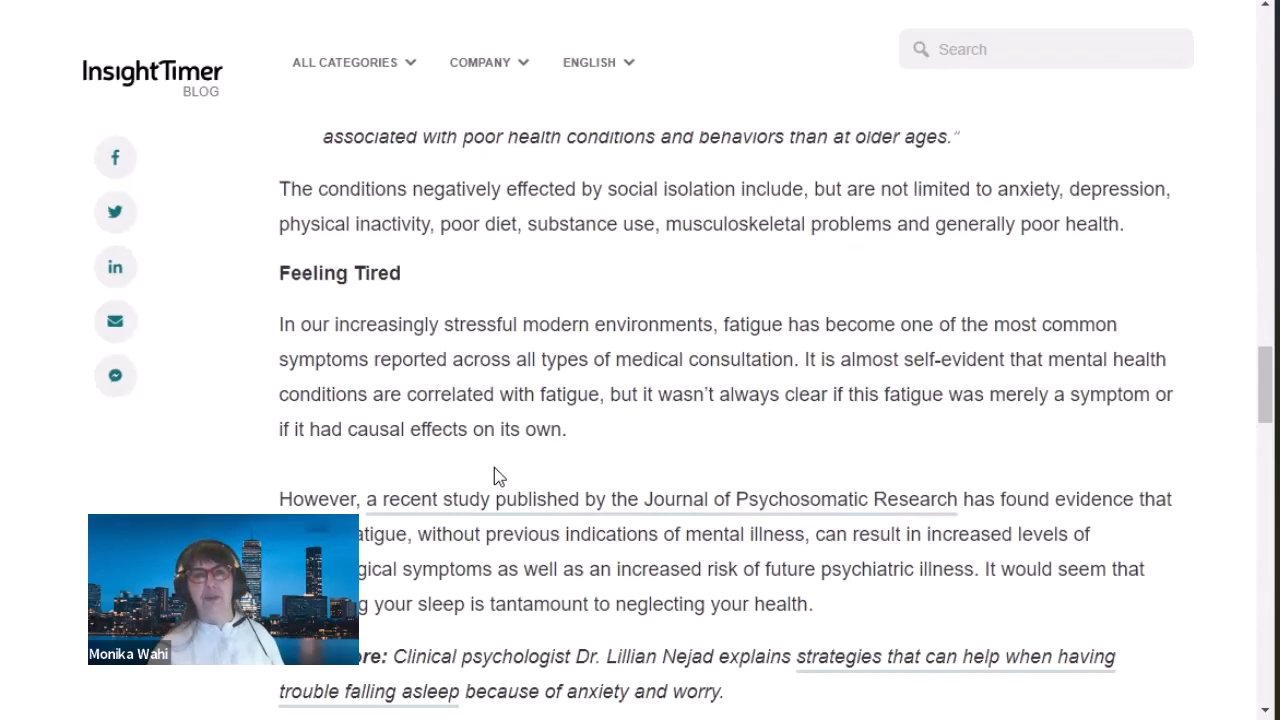 InsightTimer
BLOG
ALL CATEGORIES
COMPANY
ENGLISH
Search
associated with poor health conditions and behaviors than at older ages.”
The conditions negatively effected by social isolation include, but are not limited to anxiety, depression,
physical inactivity, poor diet, substance use, musculoskeletal problems and generally poor health.
Feeling Tired
In our increasingly stressful modern environments, fatigue has become one of the most common
symptoms reported across all types of medical consultation. It is almost self-evident that mental health
conditions are correlated with fatigue, but it wasn’t always clear if this fatigue was merely a symptom or
if it had causal effects on its own.
However, a recent study published by the Journal of Psychosomatic Research has found evidence that
atigue, without previous indications of mental illness, can result in increased levels of
gical symptoms as well as an increased risk of future psychiatric illness. It would seem that
g your sleep is tantamount to neglecting your health.
ore: Clinical psychologist Dr. Lillian Nejad explains strategies that can help when having
trouble falling asleep because of anxiety and worry.
Monika Wahi